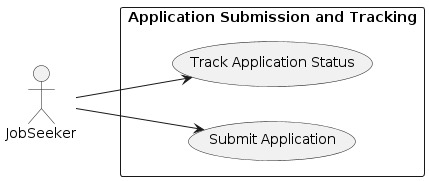 Application Submission and Tracking
Track Application Status
JobSeeker
Submit Application